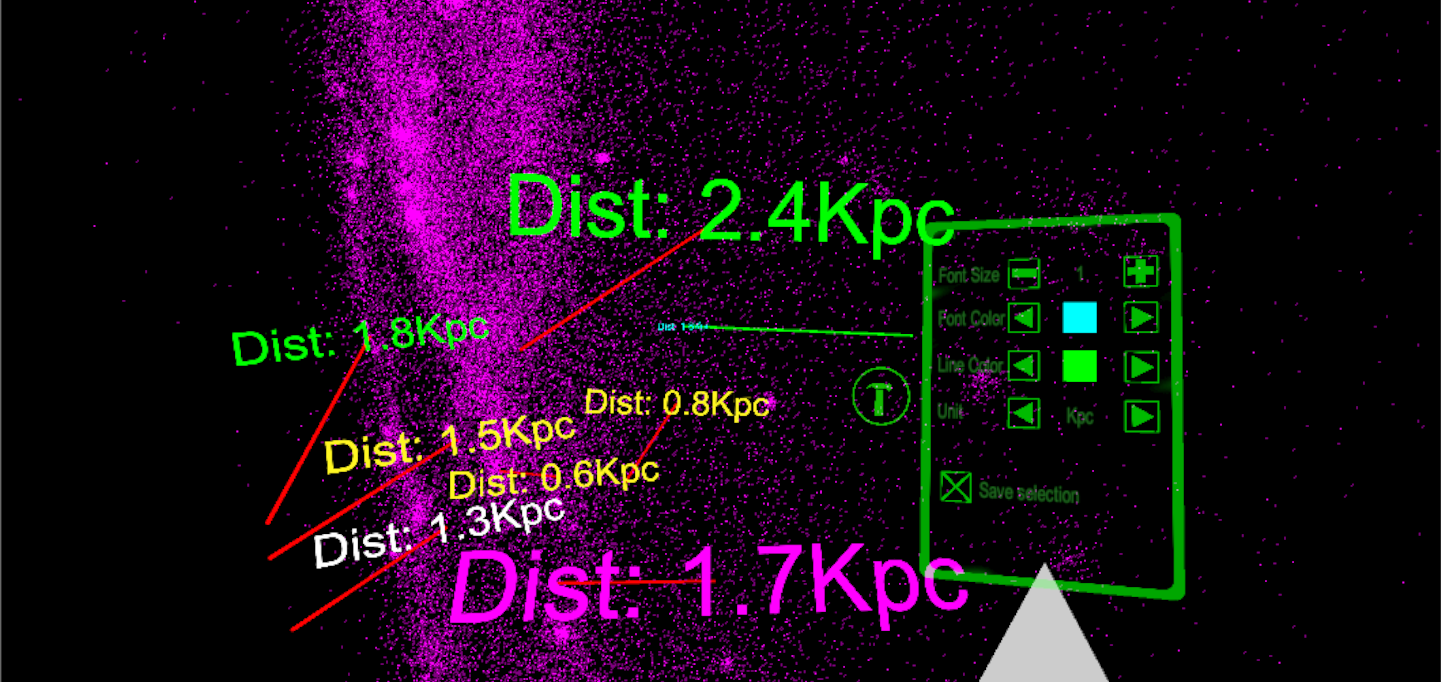 Dist: 2.4Kpc
Dist: 1.8Kpc
Dist: 0.8Kpc
Dist: 1.5Kpc
Dist: 0.6Kpc
Dist: 1.3Kpc
Dist: 1.7Kpc
Dist:
Font Size 1
Font Color
Line Color
Unit Kpc
Save selection